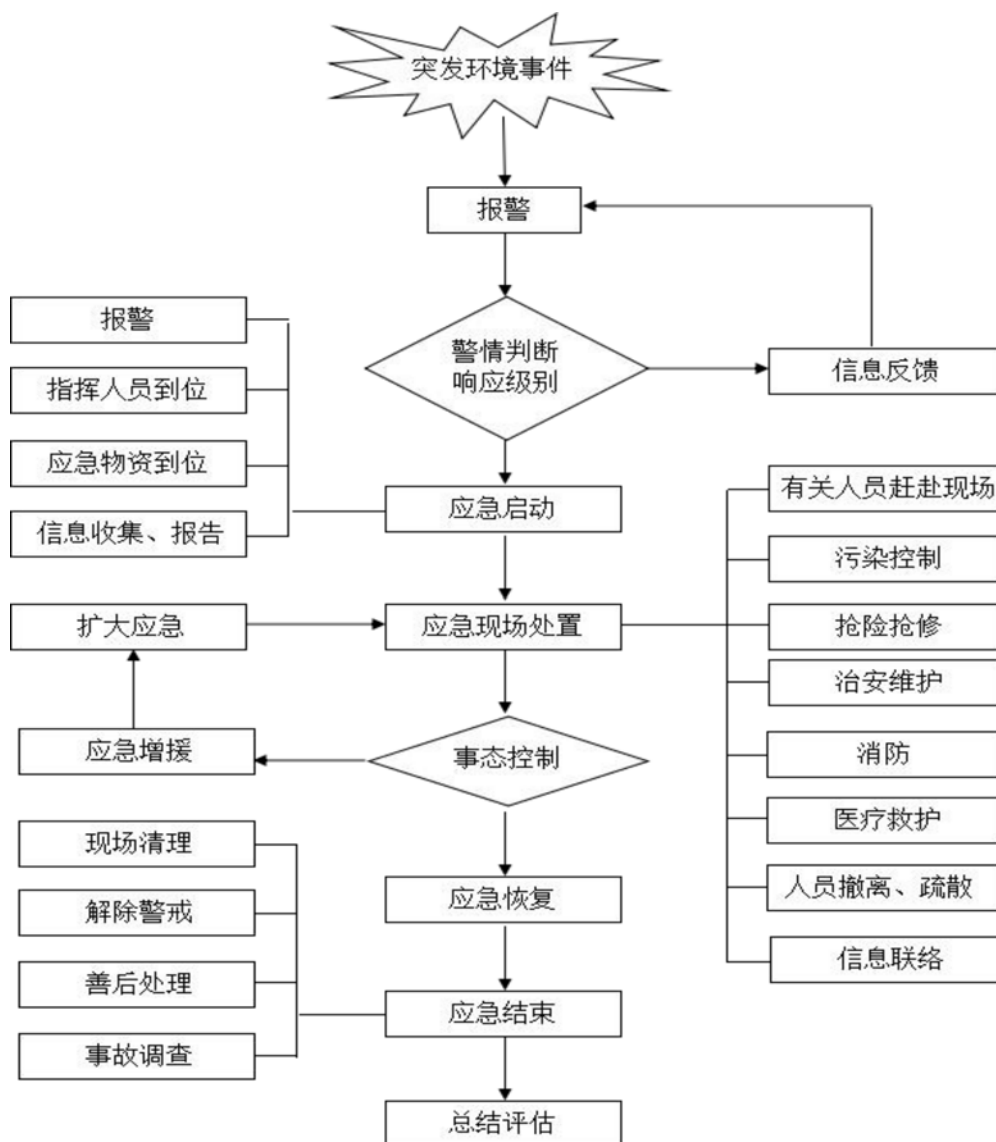 突发环境事件
报警
警情判断
响应级别
信息反馈
报警
指挥人员到位
应急物资到位
信息收集、报告
应急启动
有关人员赶赴现场
污染控制
抢险抢修
治安维护
消防
医疗救护
人员撤离、疏散
信息联络
扩大应急
应急现场处置
应急增援
事态控制
现场清理
解除警戒
善后处理
事故调查
应急恢复
应急结束
总结评估